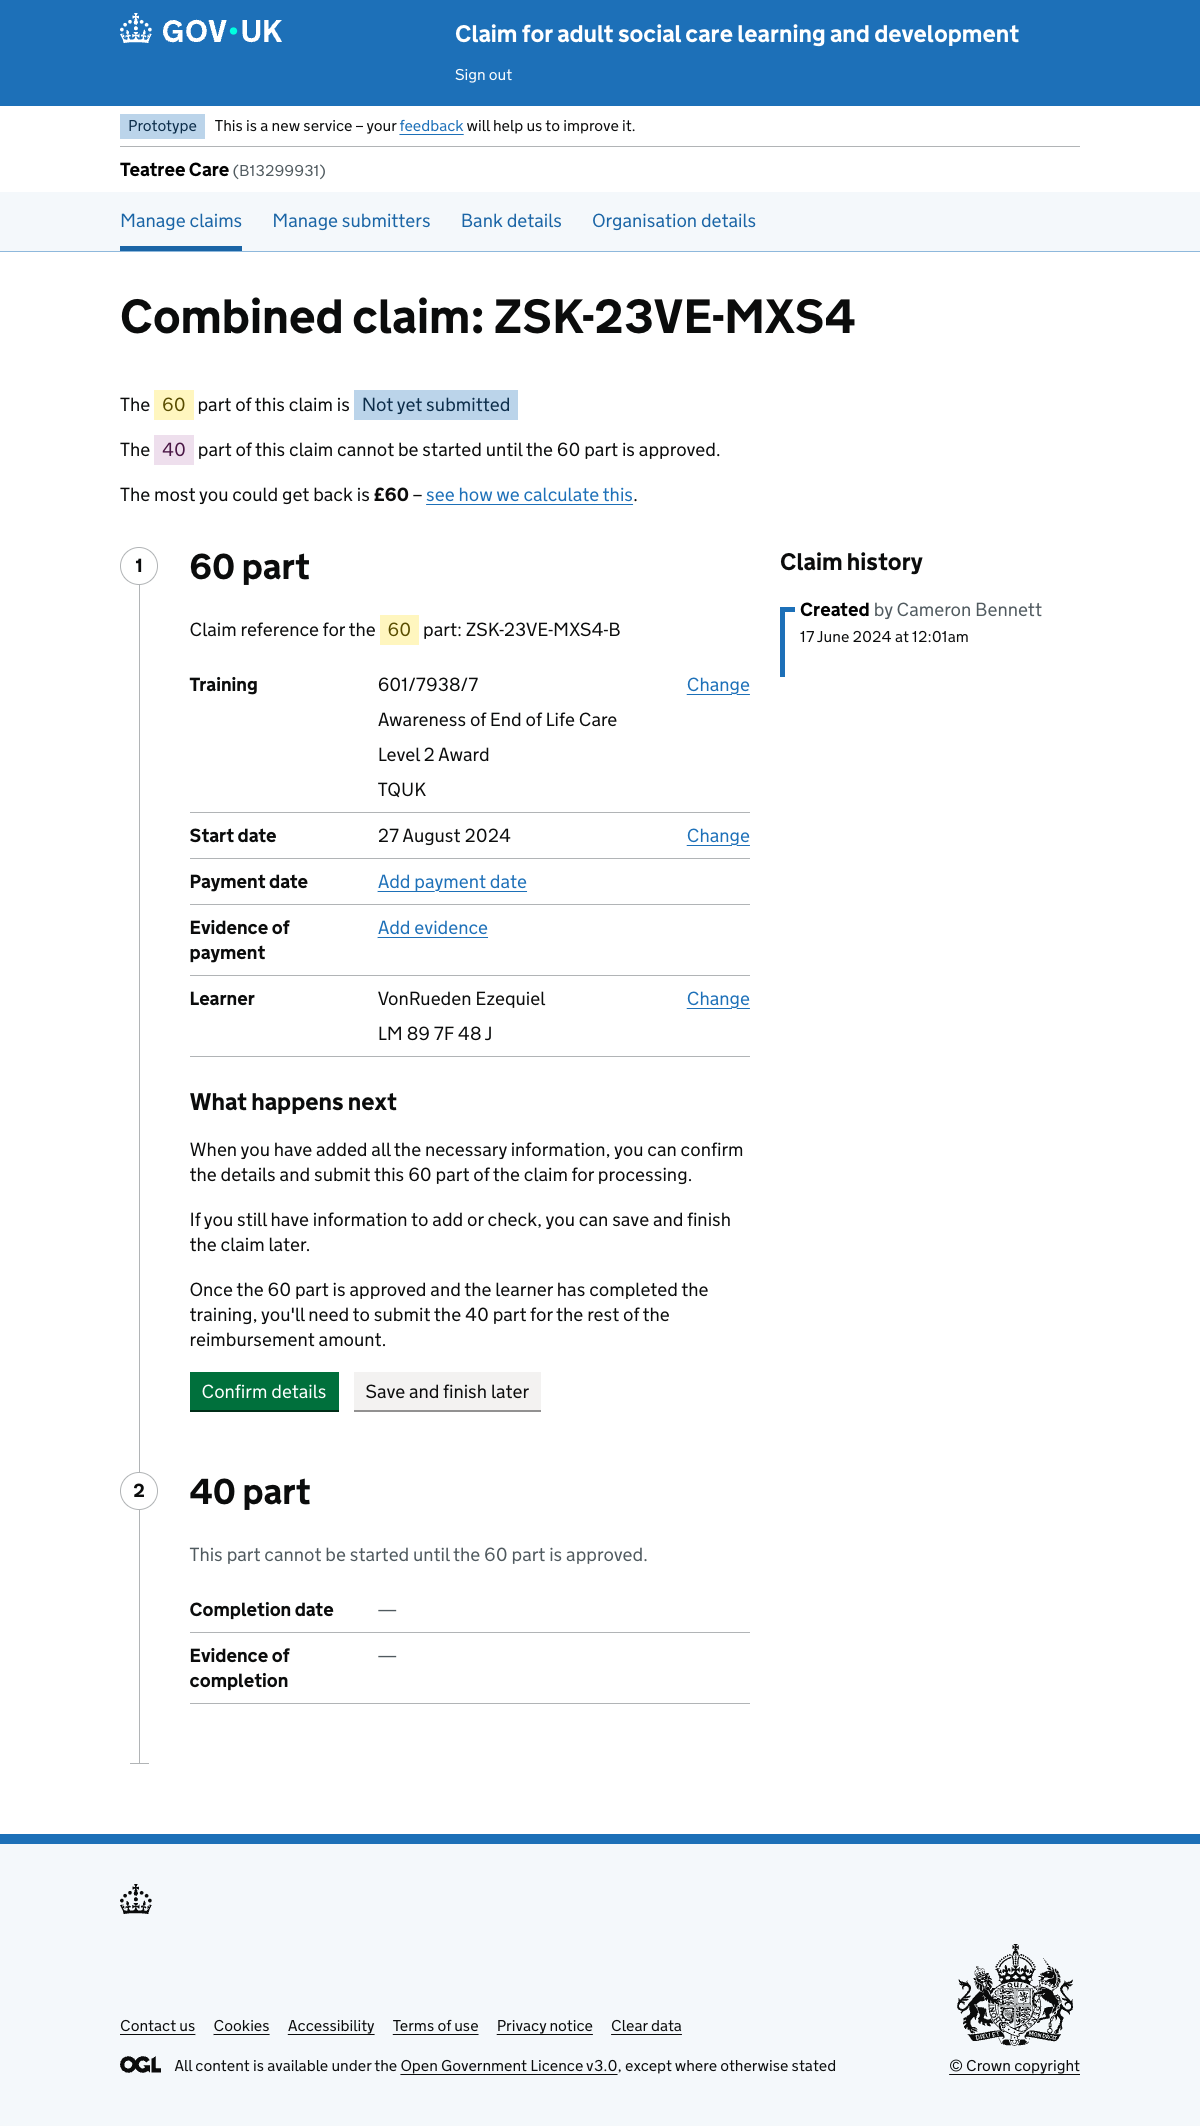 GOV·UK
Claim for adult social care learning and development
Sign out
Prototype This is a new service – your feedback will help us to improve it.
Teatree Care (B13299931)
Manage claims Manage submitters Bank details Organisation details
Combined claim: ZSK-23VE-MXS4
The 60 part of this claim is Not yet submitted
The 40 part of this claim cannot be started until the 60 part is approved.
The most you could get back is £60 – see how we calculate this.
1
60 part
Claim reference for the 60 part: ZSK-23VE-MXS4-B
Training 601/7938/7 Change
Awareness of End of Life Care
Level 2 Award
TQUK
Start date 27 August 2024 Change
Payment date Add payment date
Evidence of payment Add evidence
Learner VonRueden Ezequiel Change
LM 89 7F 48 J
What happens next
When you have added all the necessary information, you can confirm
the details and submit this 60 part of the claim for processing.
If you still have information to add or check, you can save and finish
the claim later.
Once the 60 part is approved and the learner has completed the
training, you'll need to submit the 40 part for the rest of the
reimbursement amount.
Confirm details Save and finish later
Claim history
Created by Cameron Bennett
17 June 2024 at 12:01am
2
40 part
This part cannot be started until the 60 part is approved.
Completion date —
Evidence of completion —
Contact us Cookies Accessibility Terms of use Privacy notice Clear data
OGL All content is available under the Open Government Licence v3.0, except where otherwise stated
© Crown copyright